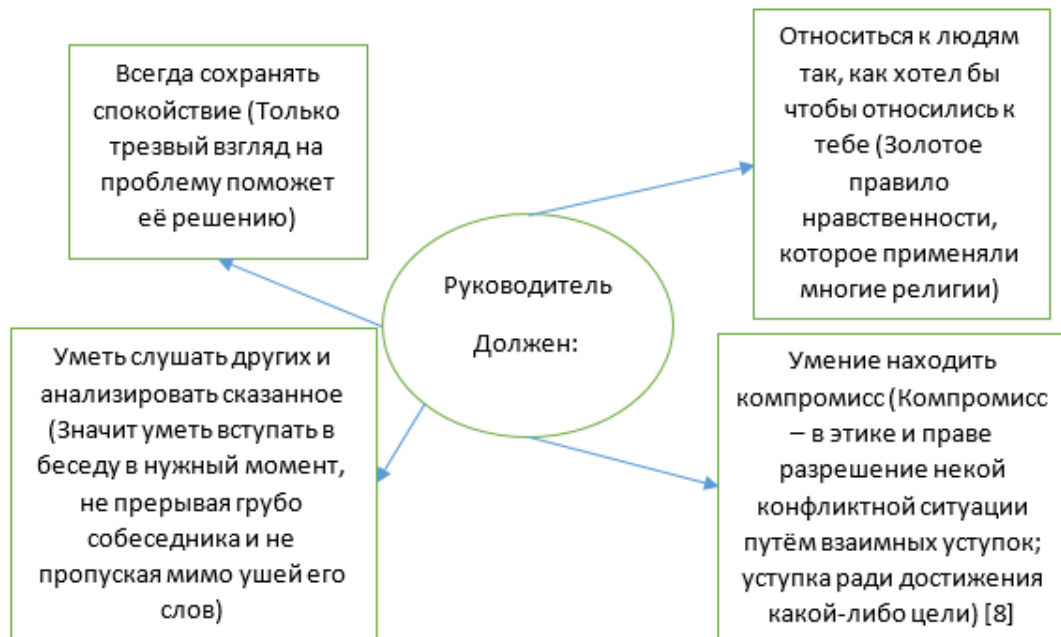 Всегда сохранять
спокойствие (Только
трезвый взгляд на
проблему поможет
её решению)
Относиться к людям
так, как хотел бы
чтобы относились к
тебе (Золотое
правило
нравственности,
которое применяли
многие религии)
Руководитель
Должен:
Уметь слушать других и
анализировать сказанное
(Значит уметь вступать в
беседу в нужный момент,
не прерывая грубо
собеседника и не
пропуская мимо ушей его
слов)
Умение находить
компромисс (Компромисс
– в этике и праве
разрешение некой
конфликтной ситуации
путём взаимных уступок;
уступка ради достижения
какой-либо цели) [8]